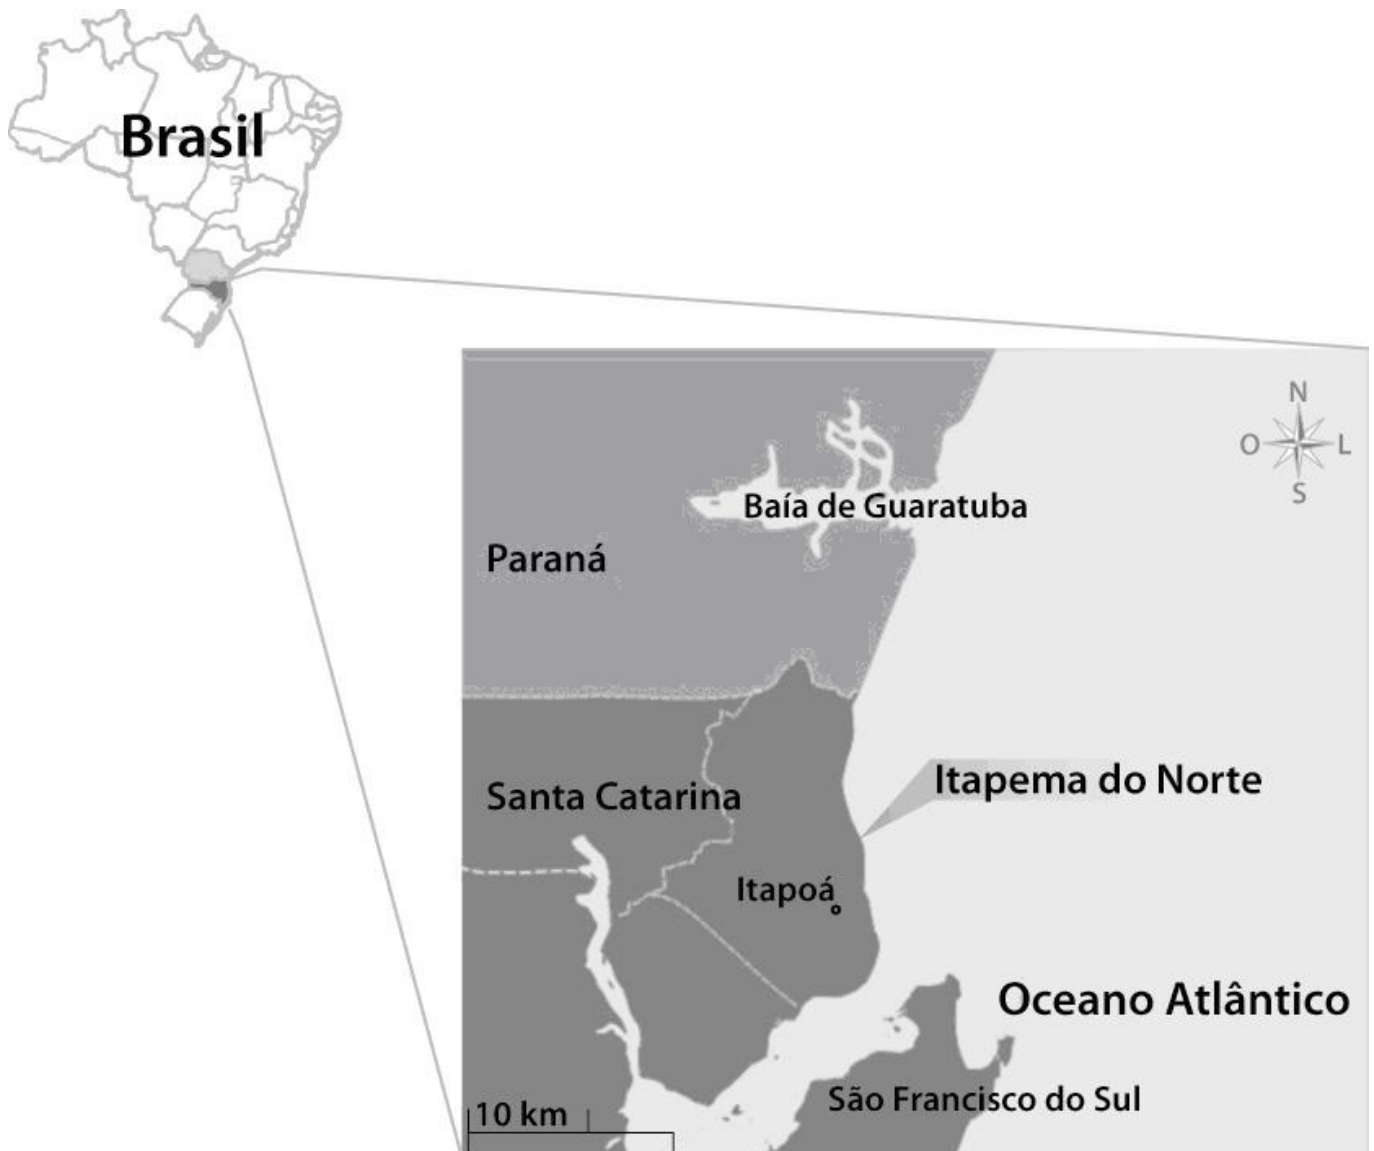 Brasil
N
O
L
S
Baía de Guaratuba
Paraná
Itapema do Norte
Santa Catarina
Itapoá
Oceano Atlântico
São Francisco do Sul
10 km